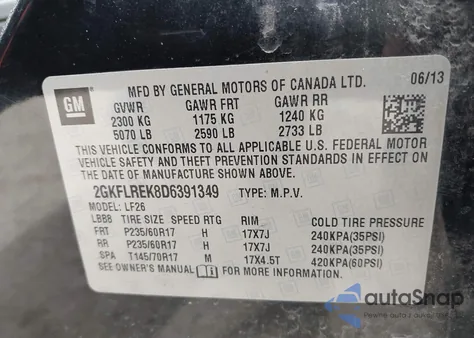 GM
MFD BY GENERAL MOTORS OF CANADA LTD. 06/13
GVWR GAWR FRT GAWR RR
2300 KG 1175 KG 1240 KG
5070 LB 2590 LB 2733 LB
THIS VEHICLE CONFORMS TO ALL APPLICABLE U.S. FEDERAL MOTOR
VEHICLE SAFETY AND THEFT PREVENTION STANDARDS IN EFFECT ON
THE DATE OF MANUFACTURE SHOWN ABOVE.
2GKFLREK8D6391349 TYPE: M.P.V.
MODEL: LF26
LBBB TIRE SIZE SPEED RTG RIM COLD TIRE PRESSURE
FRT P235/60R17 H 17X7J 240KPA(35PSI)
RR P235/60R17 H 17X7J 240KPA(35PSI)
SPA T145/70R17 M 17X4.5T 420KPA(60PSI)
SEE OWNER'S MANUAL FOR MORE INFORMATION
autoSnap
Pewne auto z